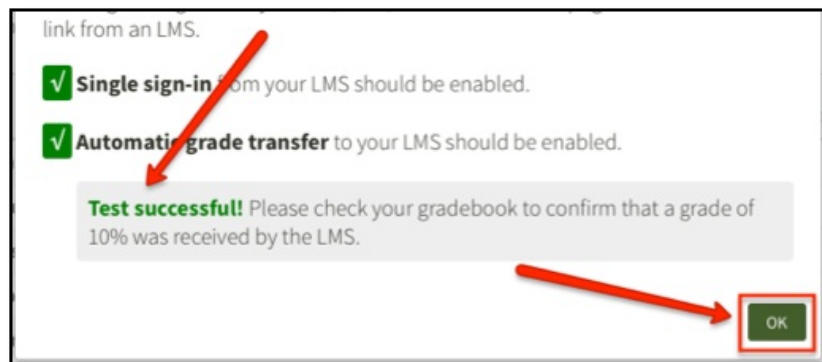 link from an LMS.
√ Single sign-in from your LMS should be enabled.
√ Automatic grade transfer to your LMS should be enabled.
Test successful! Please check your gradebook to confirm that a grade of
10% was received by the LMS.
OK